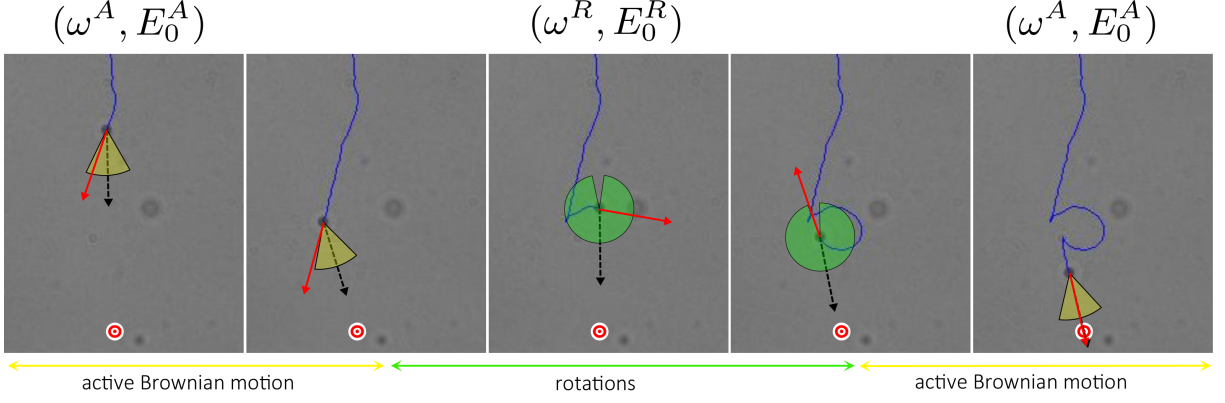 (ω^A, E_0^A)
(ω^R, E_0^R)
(ω^A, E_0^A)
active Brownian motion
rotations
active Brownian motion